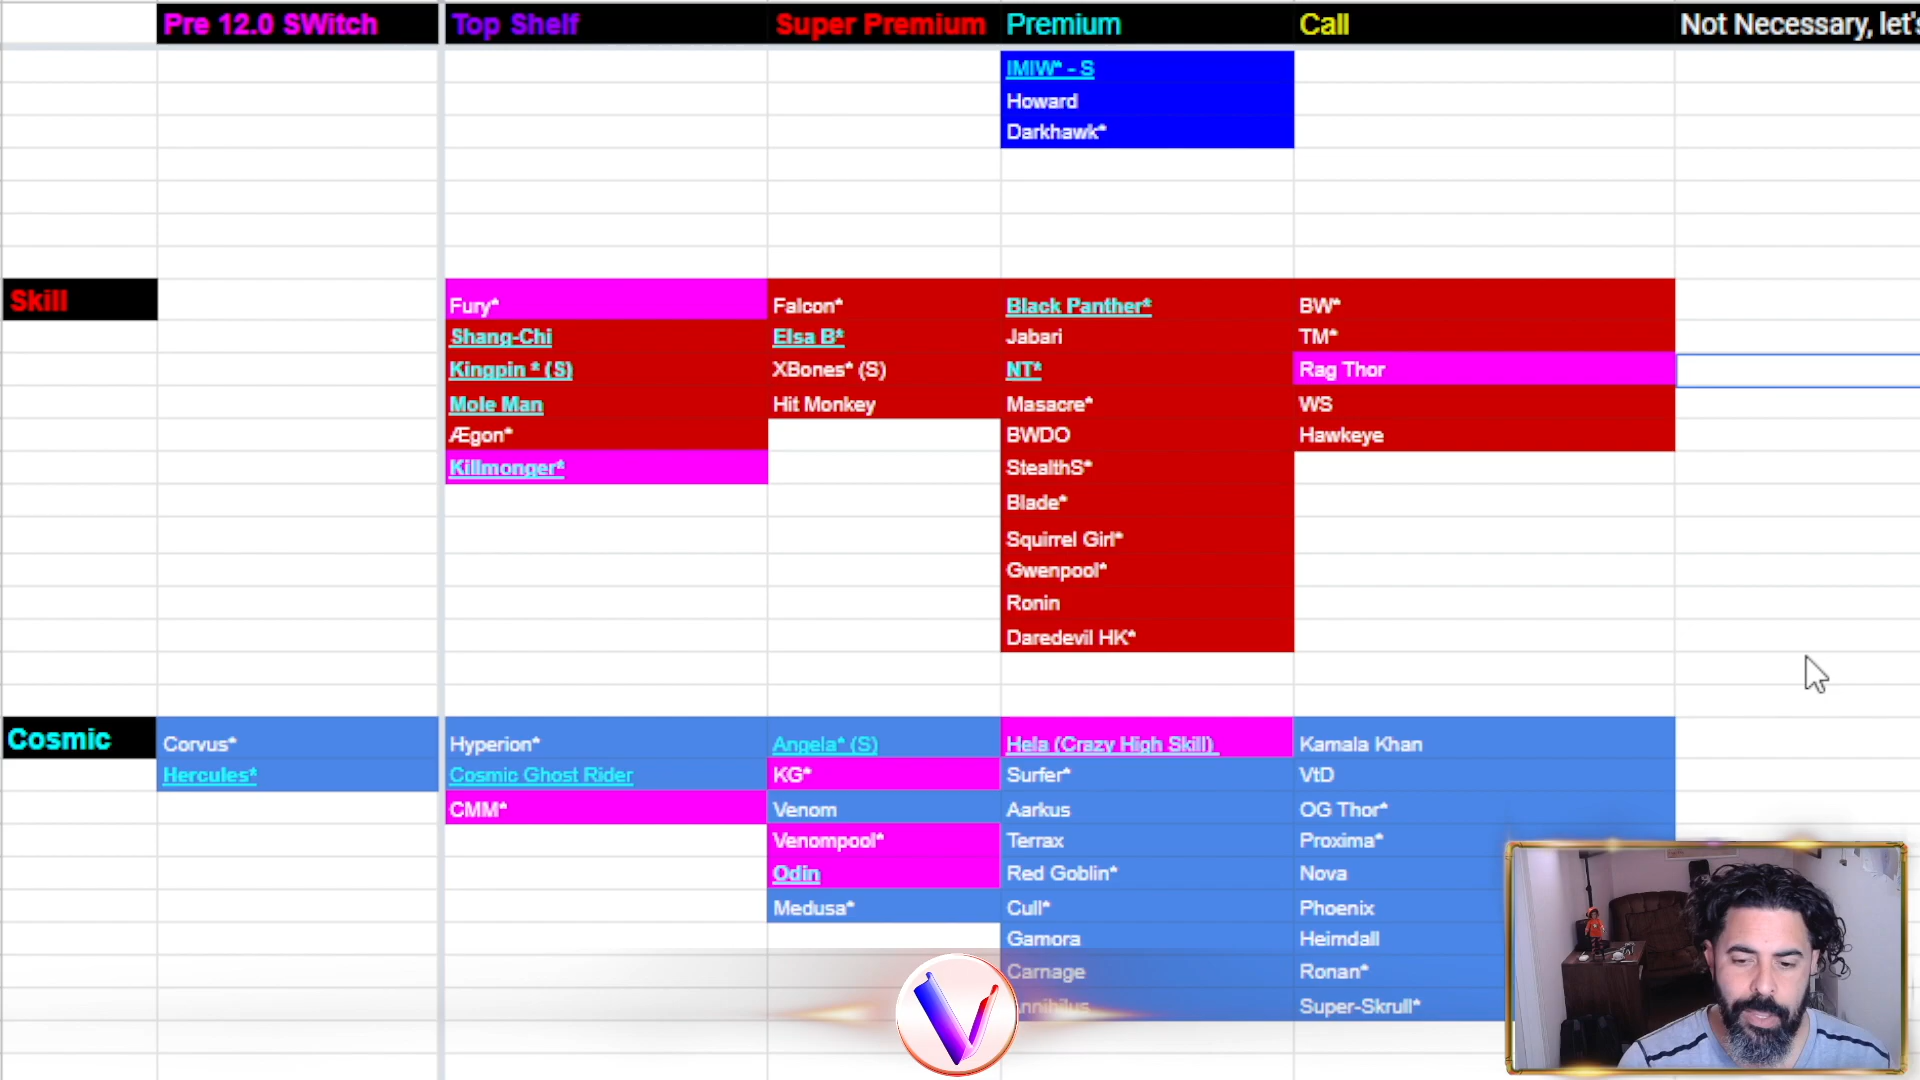 Pre 12.0 SWitch Top Shelf Super Premium Premium Call Not Necessary, let's
IMIW* - S
Howard
Darkhawk*
Skill Fury* Falcon* Black Panther* BW*
Shang-Chi Elsa B* Jabari TM*
Kingpin * (S) XBones* (S) NT* Rag Thor
Mole Man Hit Monkey Masacre* WS
Ægon* BWDO Hawkeye
Killmonger* StealthS*
Blade*
Squirrel Girl*
Gwenpool*
Ronin
Daredevil HK*
Cosmic Corvus* Hyperion* Angela* (S) Hela (Crazy High Skill) Kamala Khan
Hercules* Cosmic Ghost Rider KG* Surfer* VtD
CMM* Venom Aarkus OG Thor*
Venompool* Terrax Proxima*
Odin Red Goblin* Nova
Medusa* Cull* Phoenix
Gamora Heimdall
Carnage Ronan*
Annihilus Super-Skrull*